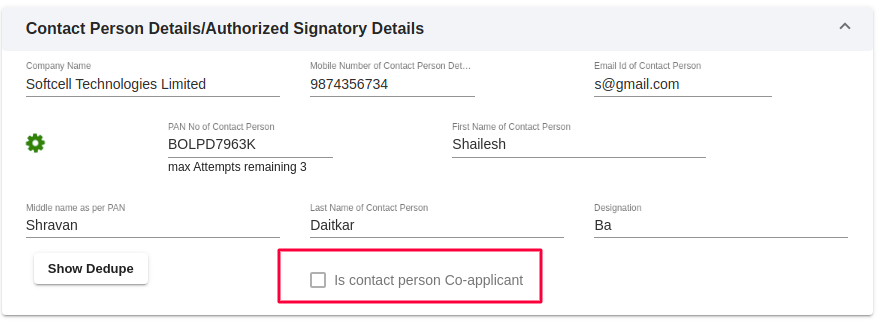 Contact Person Details/Authorized Signatory Details
Company Name
Mobile Number of Contact Person Det...
Email Id of Contact Person
Softcell Technologies Limited
9874356734
s@gmail.com
PAN No of Contact Person
First Name of Contact Person
BOLPD7963K
Shailesh
max Attempts remaining 3
Middle name as per PAN
Last Name of Contact Person
Designation
Shravan
Daitkar
Ba
Show Dedupe
Is contact person Co-applicant